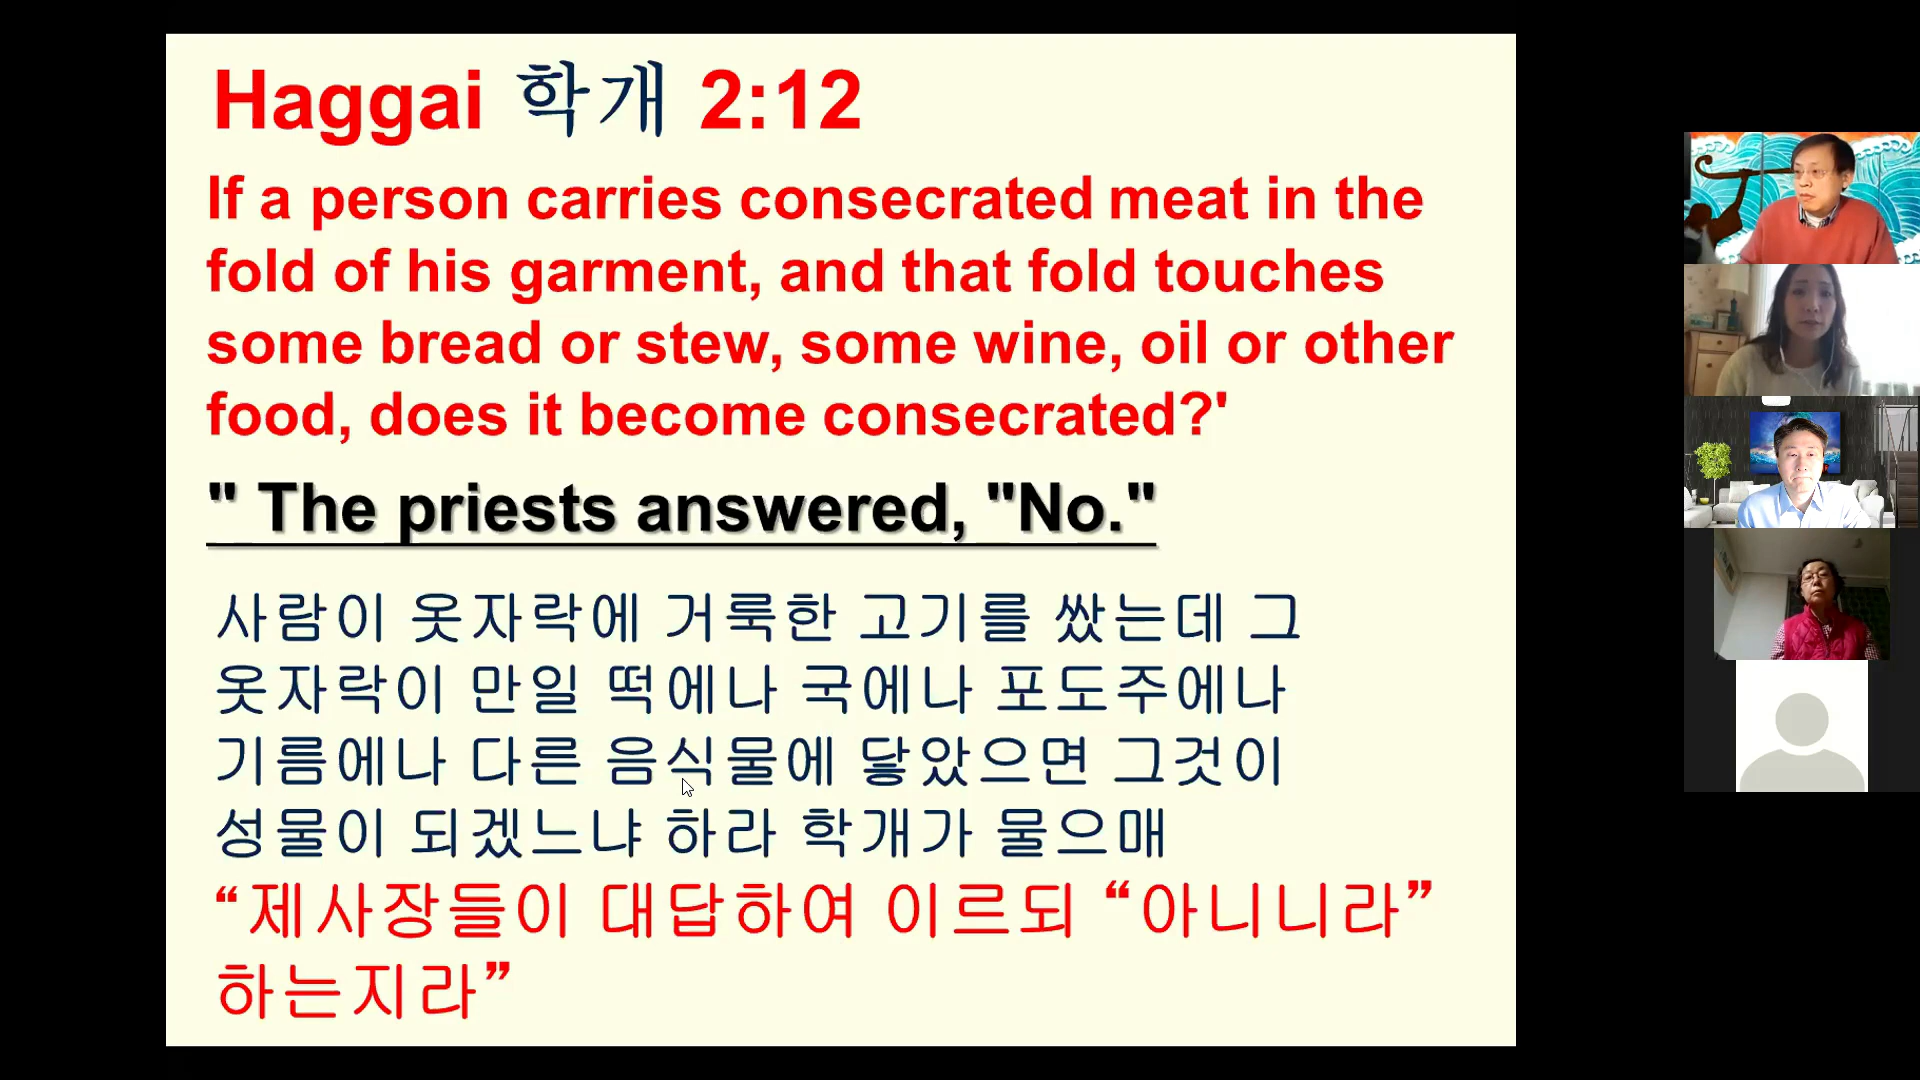 Haggai 학개 2:12
If a person carries consecrated meat in the
fold of his garment, and that fold touches
some bread or stew, some wine, oil or other
food, does it become consecrated?'
" The priests answered, "No."
사람이 옷자락에 거룩한 고기를 쌌는데 그
옷자락이 만일 떡에나 국에나 포도주에나
기름에나 다른 음식물에 닿았으면 그것이
성물이 되겠느냐 하라 학개가 물으매
“제사장들이 대답하여 이르되 “아니니라”
하는지라”